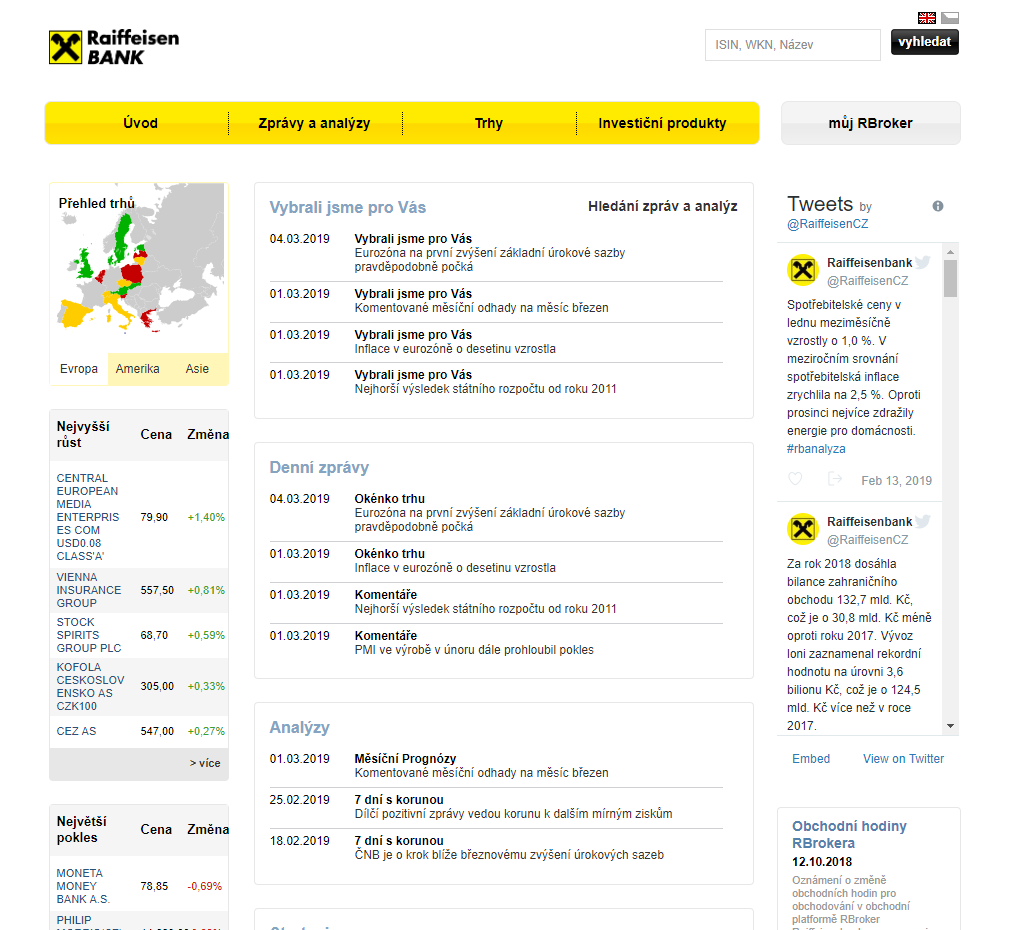 Raiffeisen
BANK
ISIN, WKN, Název
vyhledat
Úvod
Zprávy a analýzy
Trhy
Investiční produkty
můj RBroker
Přehled trhů
Evropa
Amerika
Asie
Nejvyšší růst
Cena
Změna
CENTRAL
EUROPEAN
MEDIA
ENTERPRIS
ES COM
USD0.08
CLASS'A'
79,90
+1,40%
VIENNA
INSURANCE
GROUP
557,50
+0,81%
STOCK
SPIRITS
GROUP PLC
68,70
+0,59%
KOFOLA
CESKOSLOV
ENSKO AS
CZK100
305,00
+0,33%
CEZ AS
547,00
+0,27%
> více
Největší
pokles
Cena
Změna
MONETA
MONEY
BANK A.S.
78,85
-0,69%
PHILIP
Vybrali jsme pro Vás
Hledání zpráv a analýz
04.03.2019
Vybrali jsme pro Vás
Eurozóna na první zvýšení základní úrokové sazby
pravděpodobně počká
01.03.2019
Vybrali jsme pro Vás
Komentované měsíční odhady na měsíc březen
01.03.2019
Vybrali jsme pro Vás
Inflace v eurozóně o desetinu vzrostla
01.03.2019
Vybrali jsme pro Vás
Nejhorší výsledek státního rozpočtu od roku 2011
Denní zprávy
04.03.2019
Okénko trhu
Eurozóna na první zvýšení základní úrokové sazby
pravděpodobně počká
01.03.2019
Okénko trhu
Inflace v eurozóně o desetinu vzrostla
01.03.2019
Komentáře
Nejhorší výsledek státního rozpočtu od roku 2011
01.03.2019
Komentáře
PMI ve výrobě v únoru dále prohloubil pokles
Analýzy
01.03.2019
Měsíční Prognózy
Komentované měsíční odhady na měsíc březen
25.02.2019
7 dní s korunou
Dílčí pozitivní zprávy vedou korunu k dalším mírným ziskům
18.02.2019
7 dní s korunou
ČNB je o krok blíže březnovému zvýšení úrokových sazeb
Tweets by
@RaiffeisenCZ
Raiffeisenbank
@RaiffeisenCZ
Spotřebitelské ceny v
lednu meziměsíčně
vzrostly o 1,0 %. V
meziročním srovnání
spotřebitelská inflace
zrychlila na 2,5 %. Oproti
prosinci nejvíce zdražily
energie pro domácnosti.
#rbanalyza
Feb 13, 2019
Raiffeisenbank
@RaiffeisenCZ
Za rok 2018 dosáhla
bilance zahraničního
obchodu 132,7 mld. Kč,
což je o 30,8 mld. Kč méně
oproti roku 2017. Vývoz
loni zaznamenal rekordní
hodnotu na úrovni 3,6
bilionu Kč, což je o 124,5
mld. Kč více než v roce
2017.
Embed
View on Twitter
Obchodní hodiny
RBrokera
12.10.2018
Oznámení o změně
obchodních hodin pro
obchodování v obchodní
platformě RBroker